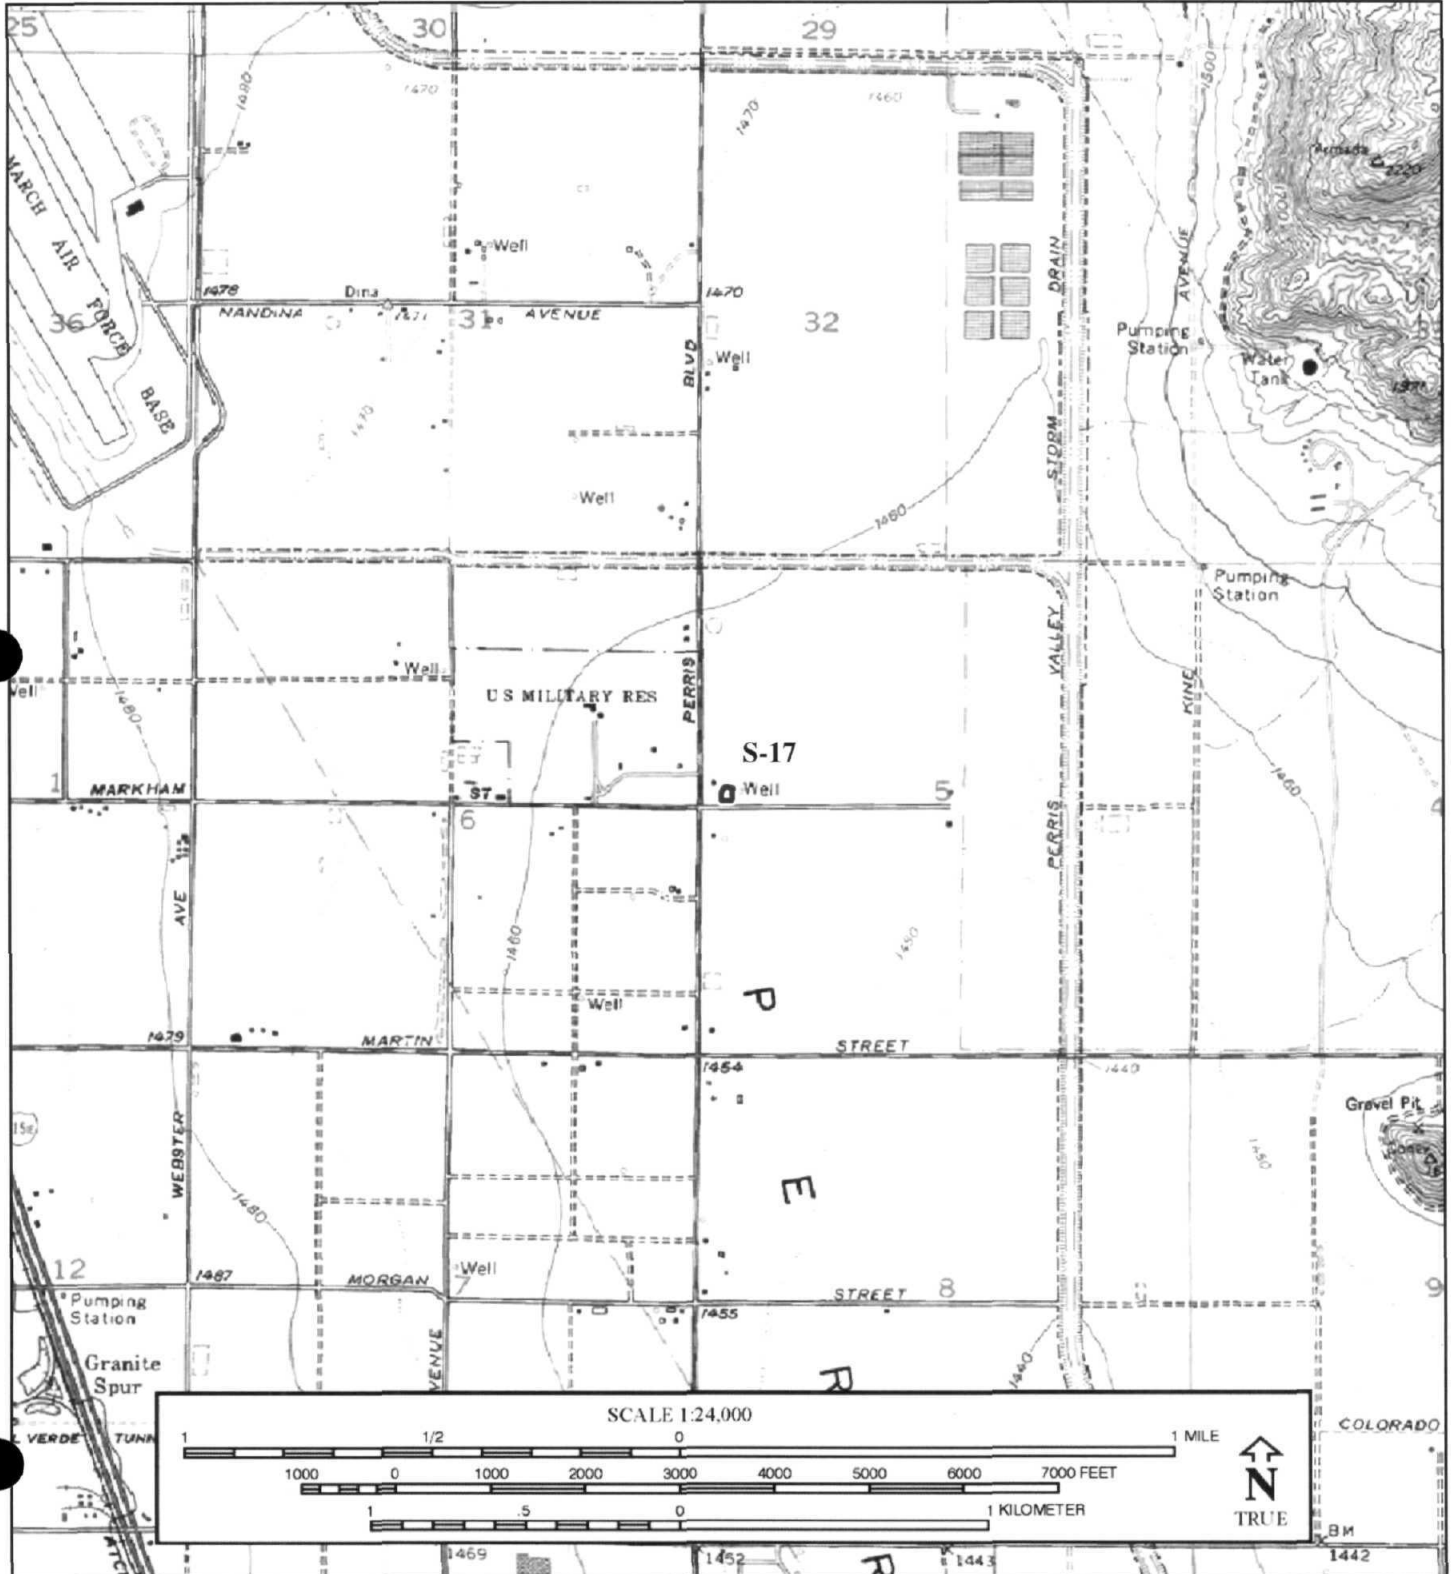 25
30
29
1480
1470
1470
1460
1500
Armada
2220
MARCH
AIR
FORCE
BASE
Well
DRAIN
AVENUE
1478
Dina
1470
NANDINA
31
AVENUE
32
36
Pumping
Station
BLVD
Well
Water
Tank
1470
STORM
Well
1460
Pumping
Station
VALLEY
Well
PERRIS
KINE
US MILITARY RES
1480
S-17
1
MARKHAM
ST
Well
5
1460
4
6
PERRIS
AVE
1460
1450
P
Well
1479
MARTIN
STREET
1454
1440
Gravel Pit
WEBSTER
1450
E
1480
12
1487
MORGAN
7
Well
STREET
8
9
1455
Pumping
Station
Granite
Spur
VENUE
R
1440
SCALE 1:24,000
1 1/2 0 1 MILE
1000 0 1000 2000 3000 4000 5000 6000 7000 FEET
1 .5 0 1 KILOMETER
N
TRUE
COLORADO
L VERDE TUNN
BM
1442
1469
1452
1443
R